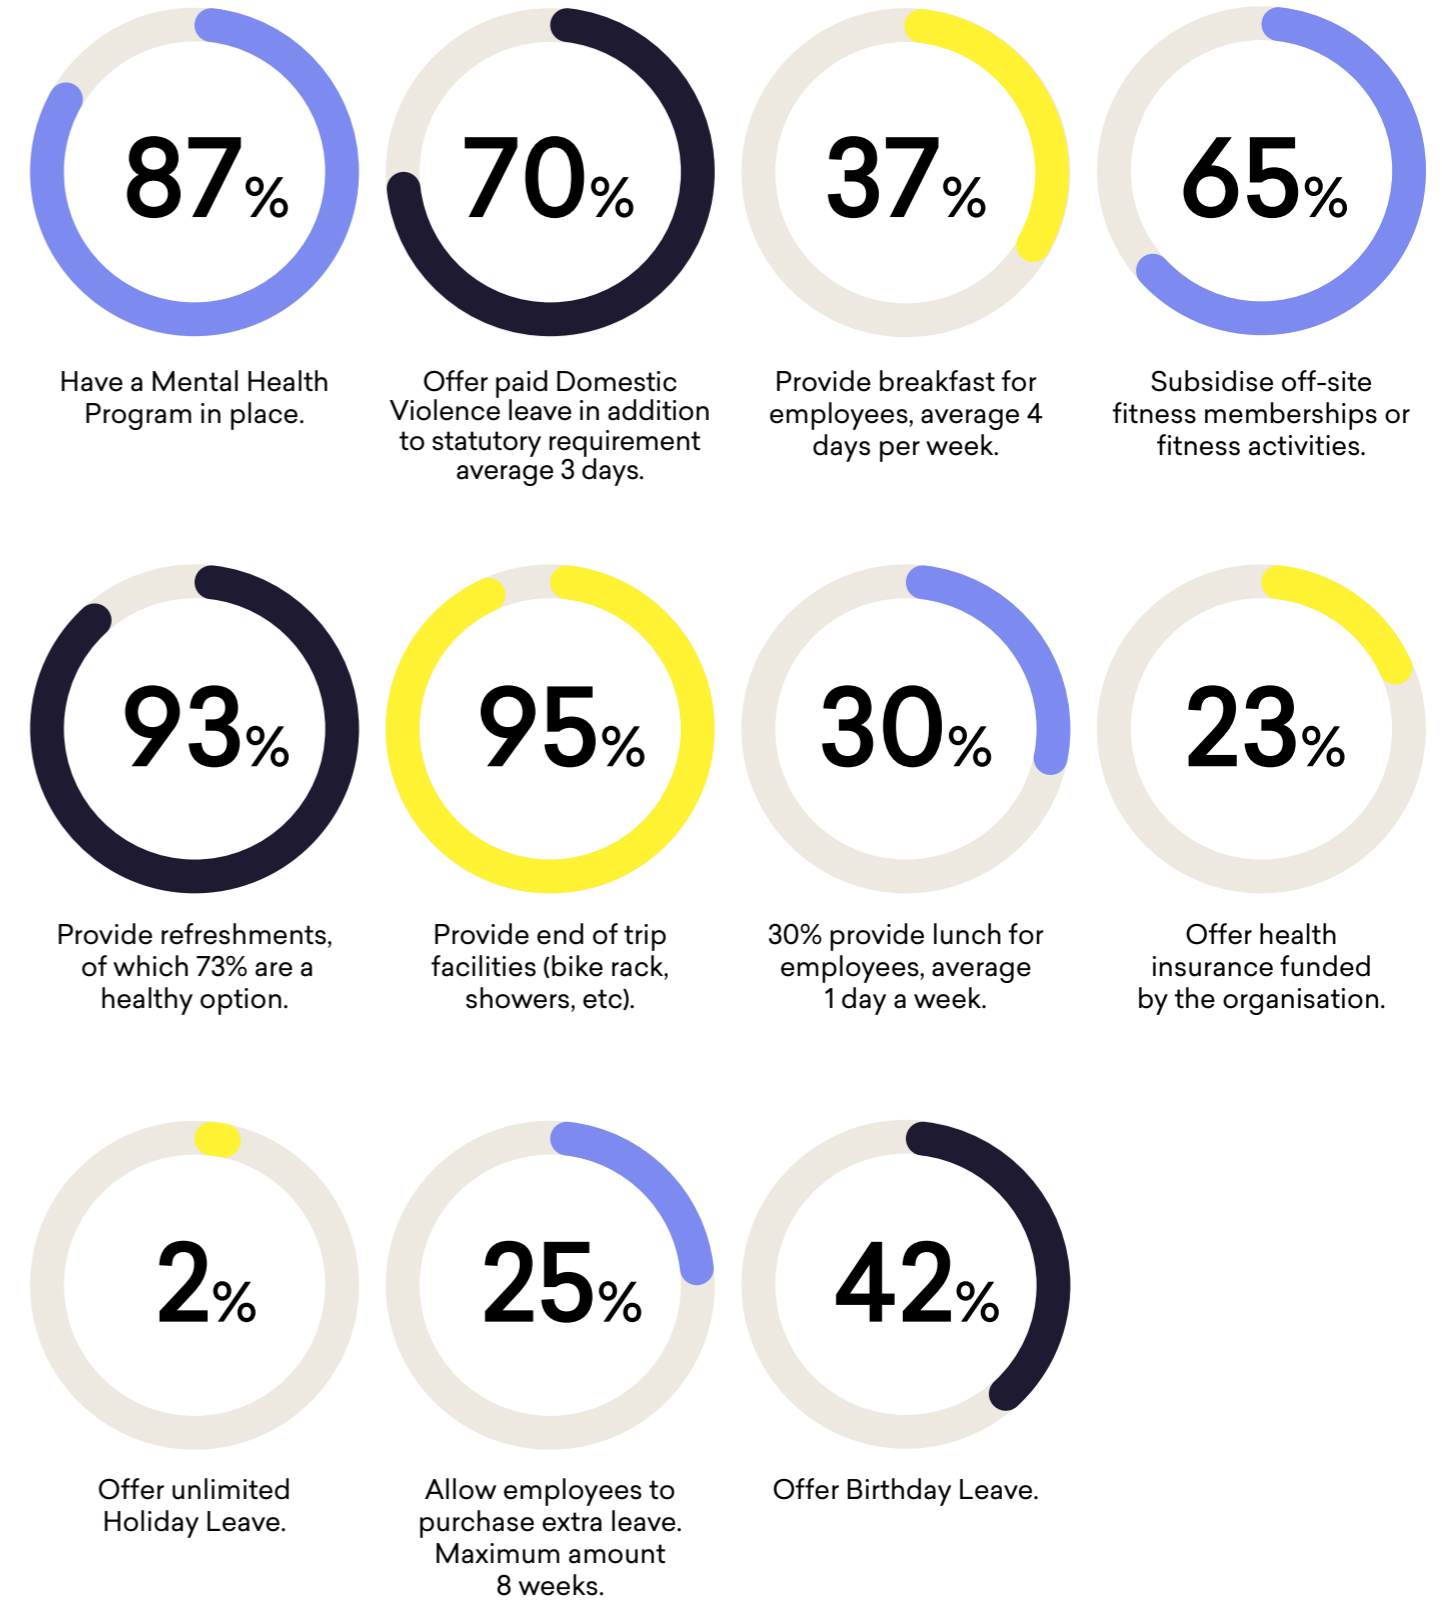 87%
Have a Mental Health
Program in place.
70%
Offer paid Domestic
Violence leave in addition
to statutory requirement
average 3 days.
37%
Provide breakfast for
employees, average 4
days per week.
65%
Subsidise off-site
fitness memberships or
fitness activities.
93%
Provide refreshments,
of which 73% are a
healthy option.
95%
Provide end of trip
facilities (bike rack,
showers, etc).
30%
30% provide lunch for
employees, average
1 day a week.
23%
Offer health
insurance funded
by the organisation.
2%
Offer unlimited
Holiday Leave.
25%
Allow employees to
purchase extra leave.
Maximum amount
8 weeks.
42%
Offer Birthday Leave.